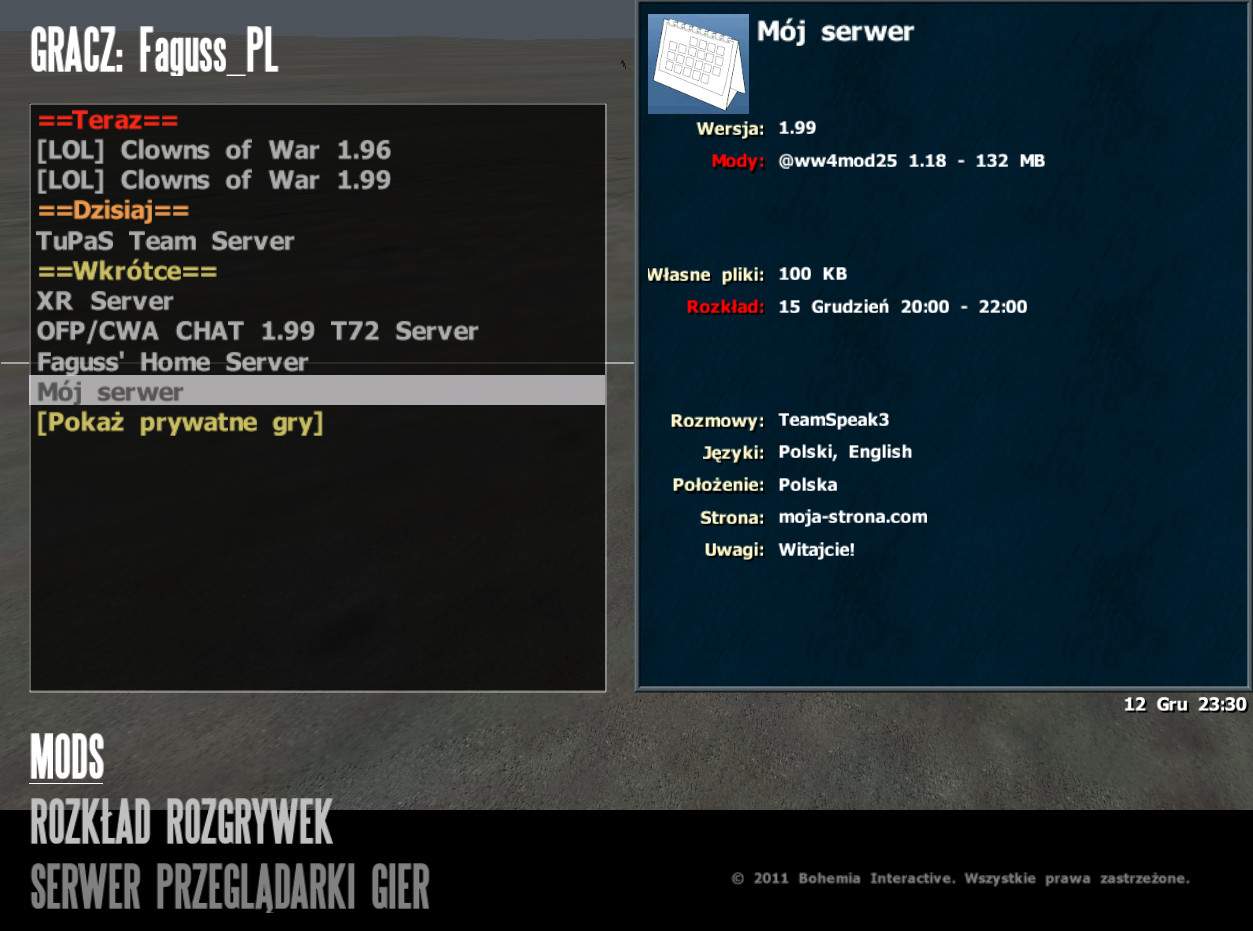 GRACZ: Faguss_PL
==Teraz==
[LOL] Clowns of War 1.96
[LOL] Clowns of War 1.99
==Dzisiaj==
TuPaS Team Server
==Wkrótce==
XR Server
OFP/CWA CHAT 1.99 T72 Server
Faguss' Home Server
Mój serwer
[Pokaż prywatne gry]
Mój serwer
Wersja: 1.99
Mody: @ww4mod25 1.18 - 132 MB
Własne pliki: 100 KB
Rozkład: 15 Grudzień 20:00 - 22:00
Rozmowy: TeamSpeak3
Języki: Polski, English
Położenie: Polska
Strona: moja-strona.com
Uwagi: Witajcie!
12 Gru 23:30
MODS
ROZKŁAD ROZGRYWEK
SERWER PRZEGLĄDARKI GIER
© 2011 Bohemia Interactive. Wszystkie prawa zastrzeżone.